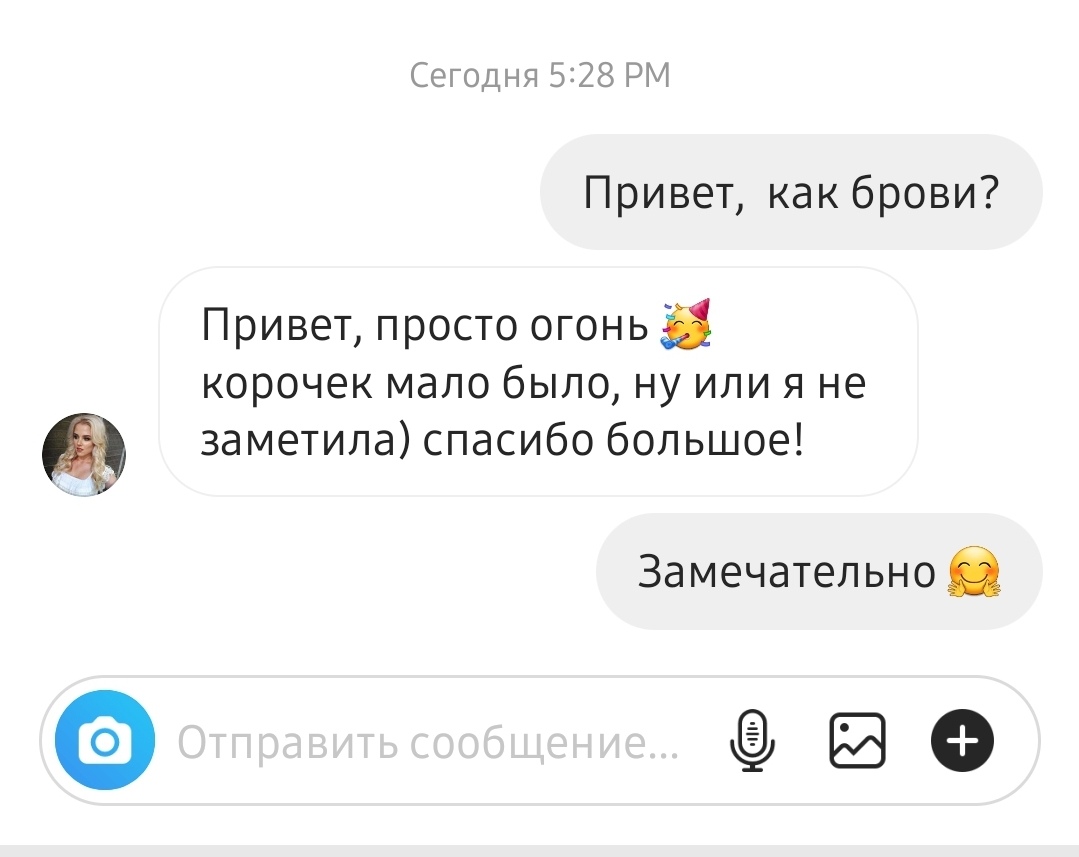 Сегодня 5:28 PM
Привет, как брови?
Привет, просто огонь 🥳
корочек мало было, ну или я не
заметила) спасибо большое!
Замечательно 🤗
Отправить сообщение...